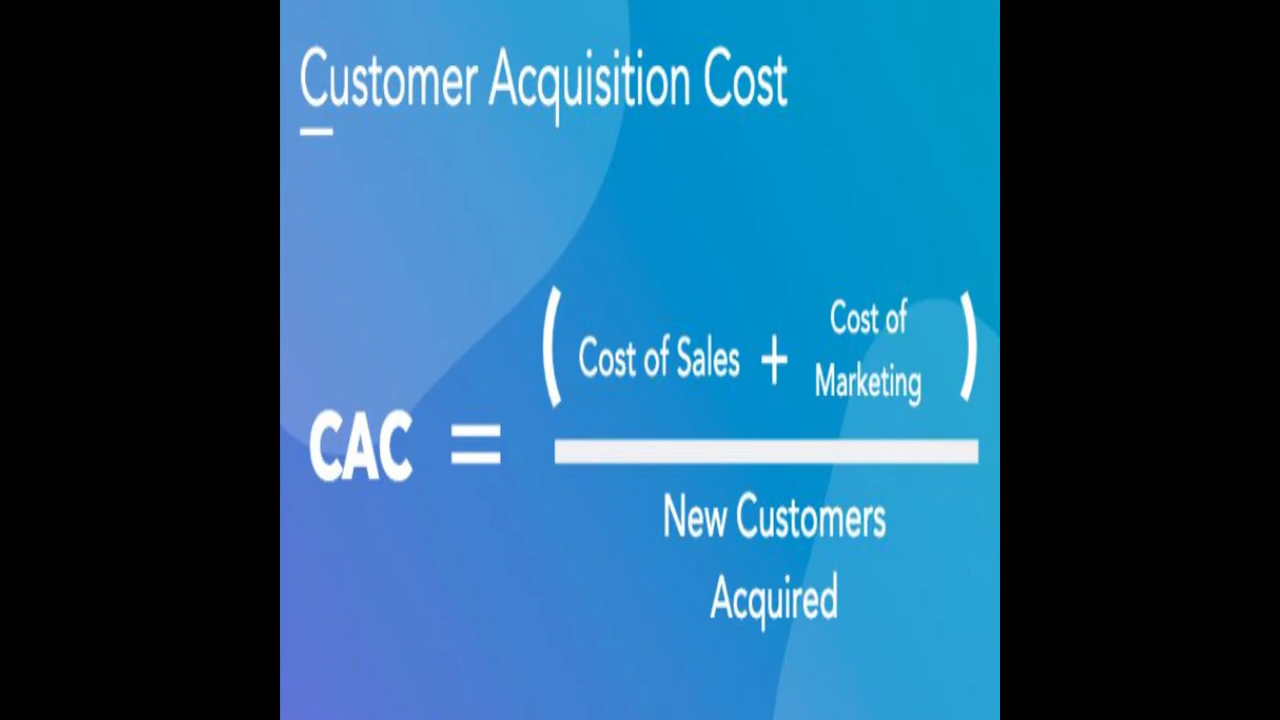 Customer Acquisition Cost
( Cost of Sales + Cost of
Marketing )
CAC =
New Customers
Acquired